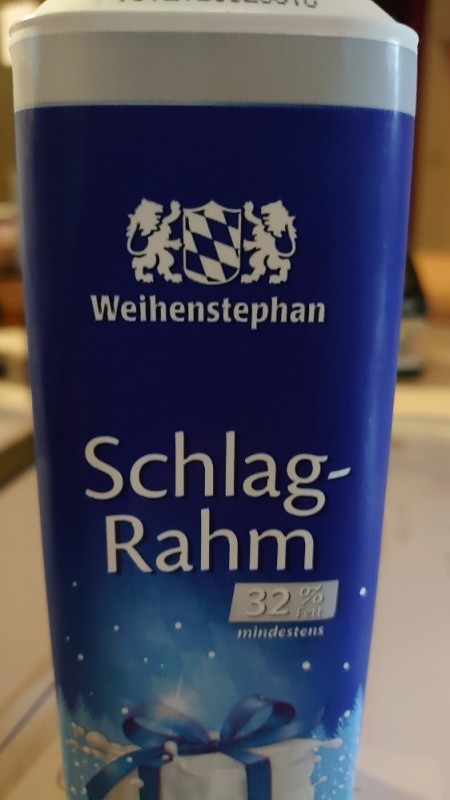 Weihenstephan
Schlag-
Rahm
32 % Fett
mindestens